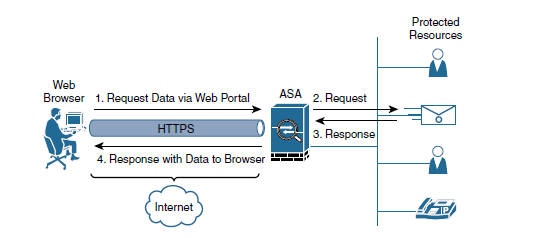 Protected
Resources
Web
Browser
1. Request Data via Web Portal
ASA
2. Request
HTTPS
3. Response
4. Response with Data to Browser
Internet
IP